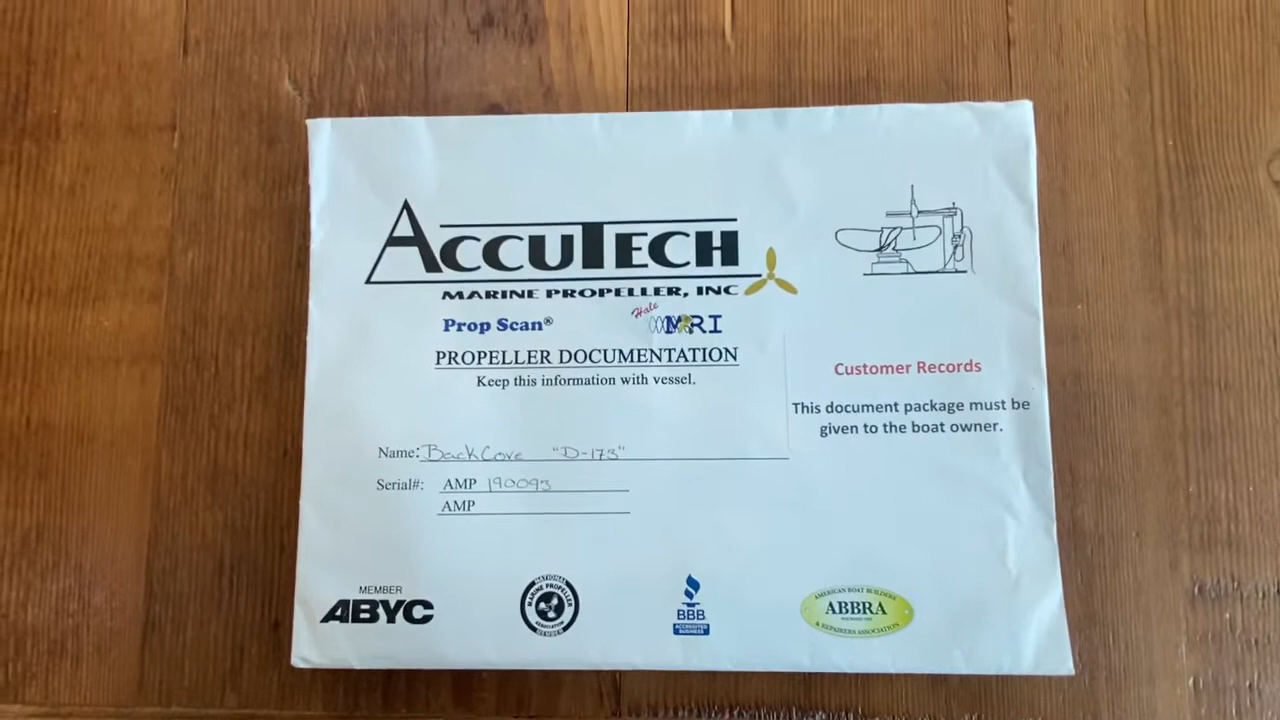 ACCUTECH
MARINE PROPELLER, INC
Prop Scan®
Hale
MRI
PROPELLER DOCUMENTATION
Keep this information with vessel.
Customer Records
This document package must be
given to the boat owner.
Name: BackCove "D-173"
Serial#: AMP 190093
AMP
MEMBER
ABYC
NATIONAL
MARINE PROPELLER
ASSOCIATION
MEMBER
BBB
ACCREDITED
BUSINESS
AMERICAN BOAT BUILDERS
ABBRA
& REPAIRERS ASSOCIATION